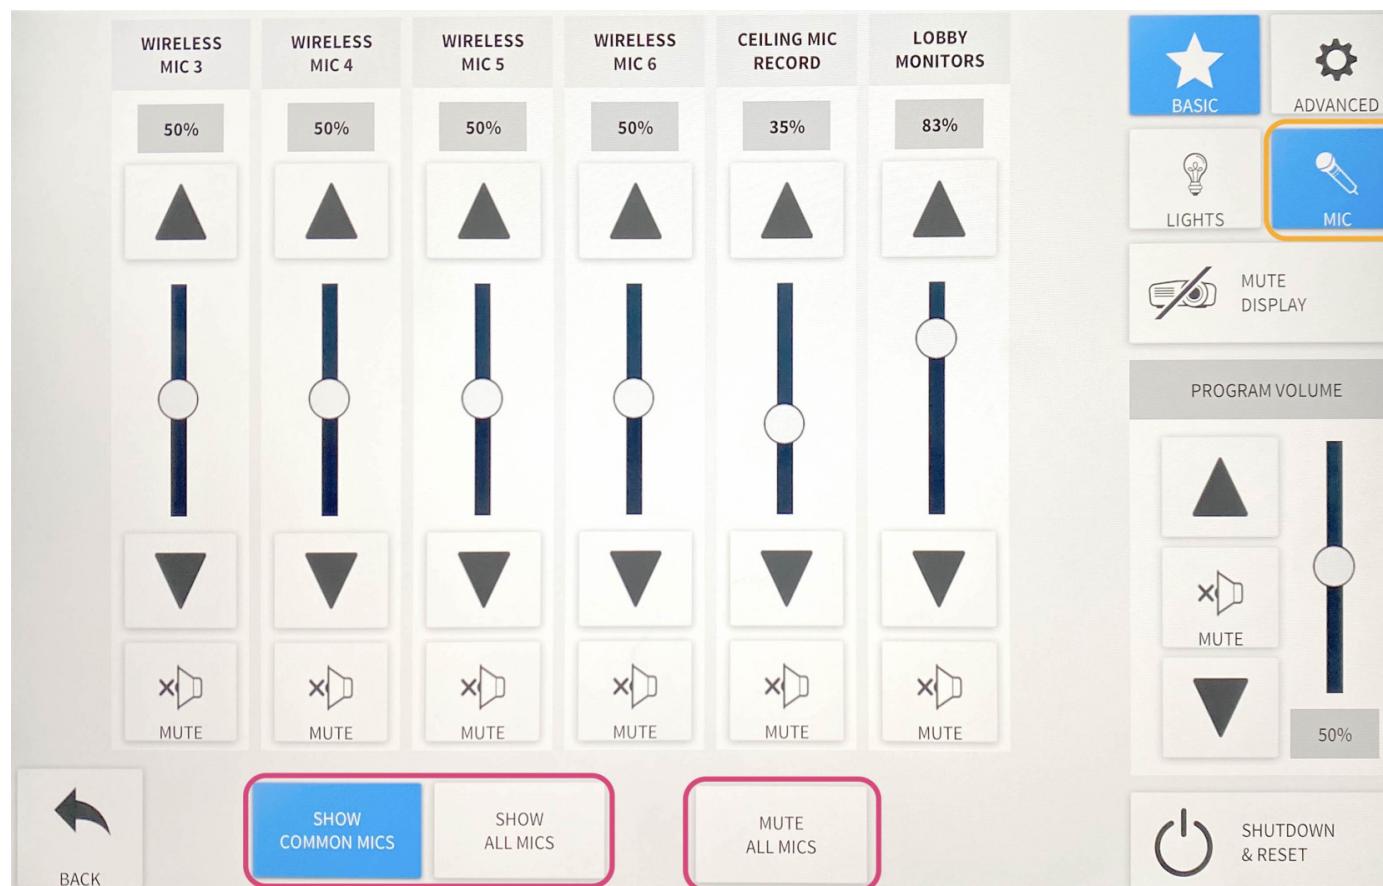 WIRELESS
MIC 3
WIRELESS
MIC 4
WIRELESS
MIC 5
WIRELESS
MIC 6
CEILING MIC
RECORD
LOBBY
MONITORS
50%
50%
50%
50%
35%
83%
MUTE
MUTE
MUTE
MUTE
MUTE
MUTE
BACK
SHOW
COMMON MICS
SHOW
ALL MICS
MUTE
ALL MICS
BASIC
ADVANCED
LIGHTS
MIC
MUTE
DISPLAY
PROGRAM VOLUME
MUTE
50%
SHUTDOWN
& RESET